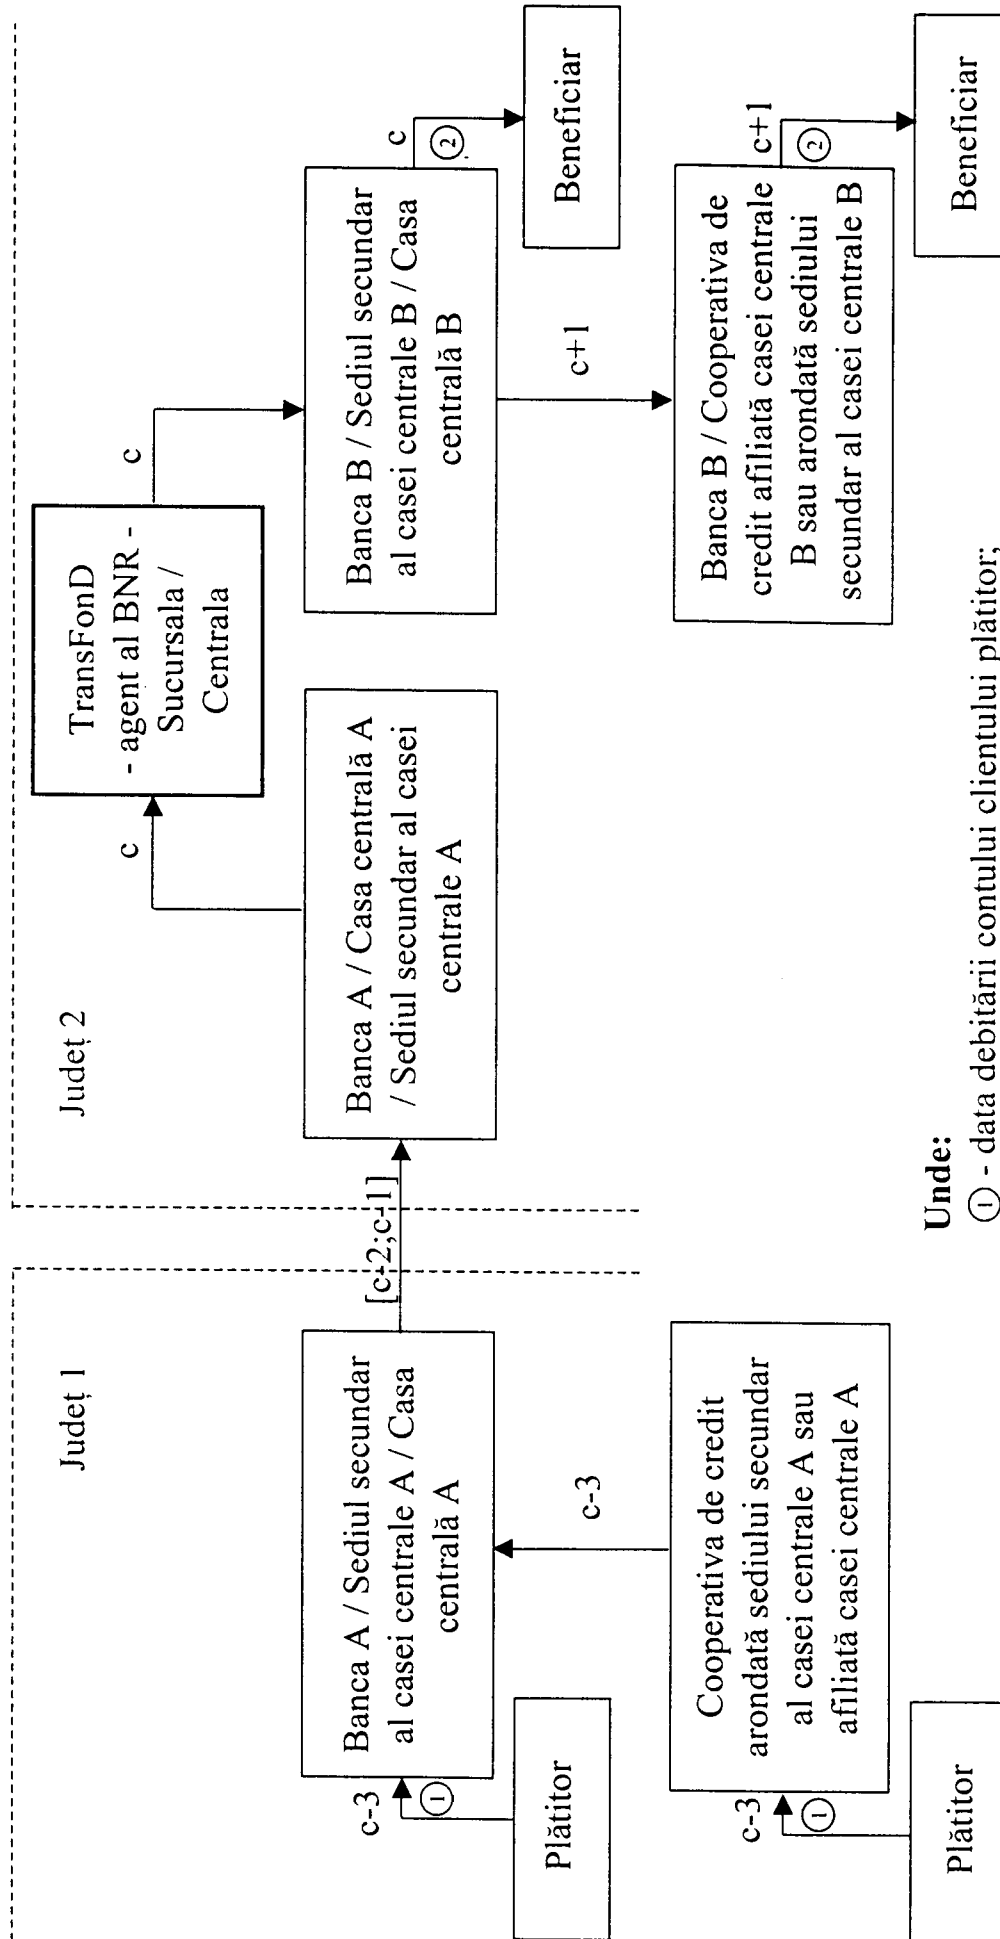 Județ 1
Județ 2
Plătitor
c-3
①
Banca A / Sediul secundar
al casei centrale A / Casa
centrală A
Plătitor
c-3
①
Cooperativa de credit
arondată sediului secundar
al casei centrale A sau
afiliată casei centrale A
c-3
[c-2;c-1]
Banca A / Casa centrală A
/ Sediul secundar al casei
centrale A
c
TransFonD
- agent al BNR -
Sucursala /
Centrala
c
Banca B / Sediul secundar
al casei centrale B / Casa
centrală B
c
②
Beneficiar
c+1
Banca B / Cooperativa de
credit afiliată casei centrale
B sau arondată sediului
secundar al casei centrale B
c+1
②
Beneficiar
Unde:
① - data debitării contului clientului plătitor;